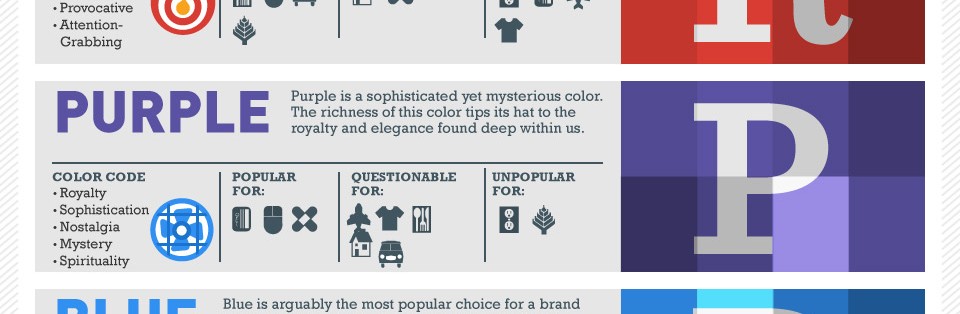 • Provocative
• Attention-
Grabbing
PURPLE
Purple is a sophisticated yet mysterious color.
The richness of this color tips its hat to the
royalty and elegance found deep within us.
COLOR CODE
• Royalty
• Sophistication
• Nostalgia
• Mystery
• Spirituality
POPULAR
FOR:
QUESTIONABLE
FOR:
UNPOPULAR
FOR:
P
BLUE
Blue is arguably the most popular choice for a brand